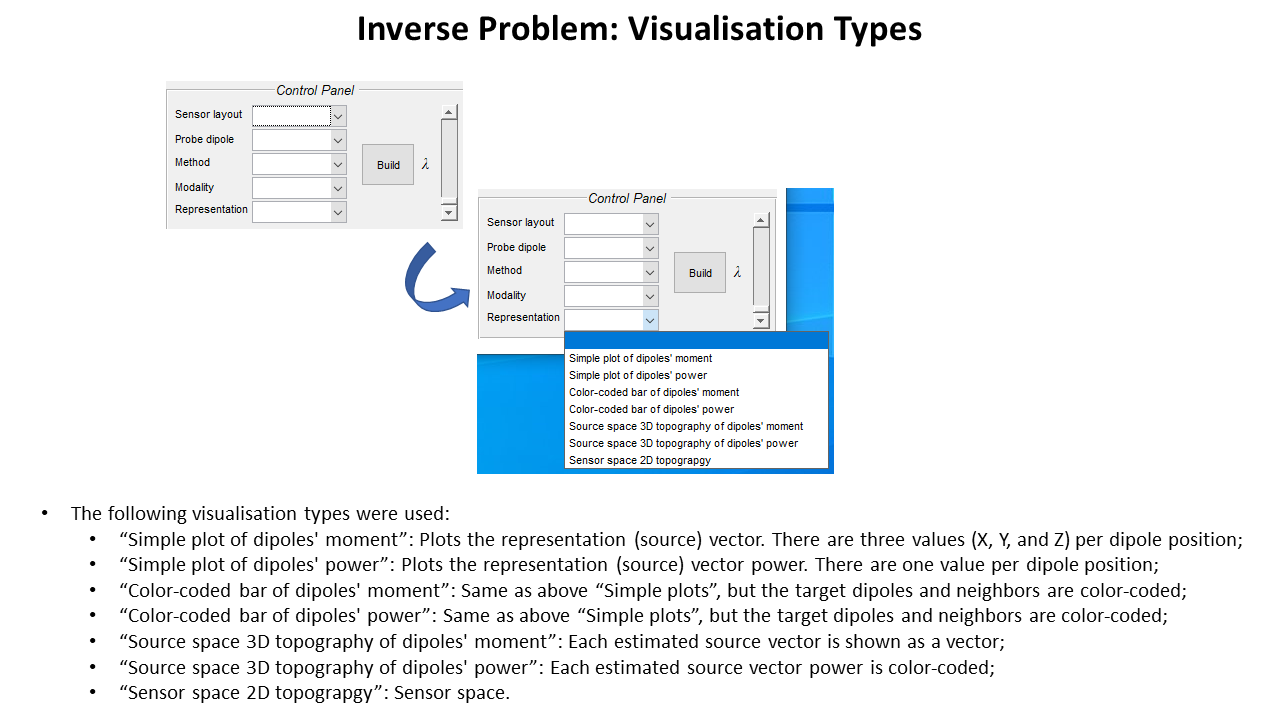 Inverse Problem: Visualisation Types
Control Panel
Sensor layout
Probe dipole
Method
Modality
Representation
Build
λ
Control Panel
Sensor layout
Probe dipole
Method
Modality
Representation
Build
λ
Simple plot of dipoles' moment
Simple plot of dipoles' power
Color-coded bar of dipoles' moment
Color-coded bar of dipoles' power
Source space 3D topography of dipoles' moment
Source space 3D topography of dipoles' power
Sensor space 2D topograpgy
• The following visualisation types were used:
• “Simple plot of dipoles' moment”: Plots the representation (source) vector. There are three values (X, Y, and Z) per dipole position;
• “Simple plot of dipoles' power”: Plots the representation (source) vector power. There are one value per dipole position;
• “Color-coded bar of dipoles' moment”: Same as above “Simple plots”, but the target dipoles and neighbors are color-coded;
• “Color-coded bar of dipoles' power”: Same as above “Simple plots”, but the target dipoles and neighbors are color-coded;
• “Source space 3D topography of dipoles' moment”: Each estimated source vector is shown as a vector;
• “Source space 3D topography of dipoles' power”: Each estimated source vector power is color-coded;
• “Sensor space 2D topograpgy”: Sensor space.